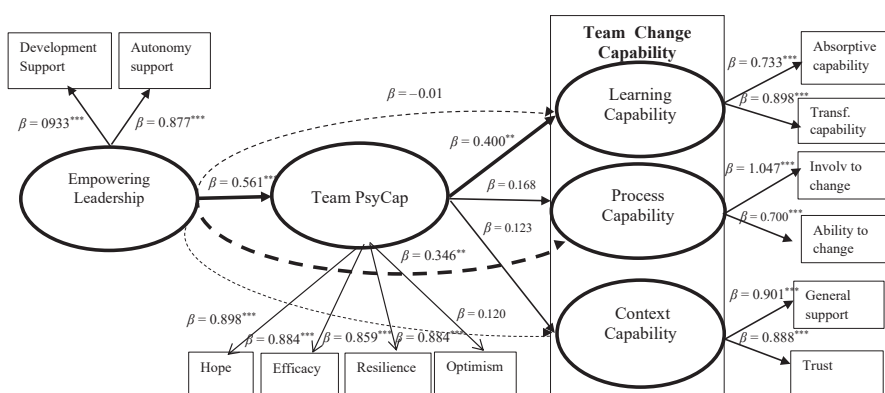 Team Change
Capability
Development
Support
Autonomy
support
Absorptive
capability
β = 0.733***
β = −0.01
Learning
Capability
β = 0933***
β = 0.877***
β = 0.898***
Transf.
capability
β = 0.400**
Empowering
Leadership
β = 0.561***
Team PsyCap
β = 0.168
Process
Capability
β = 1.047***
Involv to
change
β = 0.700***
Ability to
change
β = 0.123
β = 0.346**
β = 0.901***
General
support
Context
Capability
β = 0.120
β = 0.898***
β = 0.884***
β = 0.859***
β = 0.884***
β = 0.888***
Hope
Efficacy
Resilience
Optimism
Trust